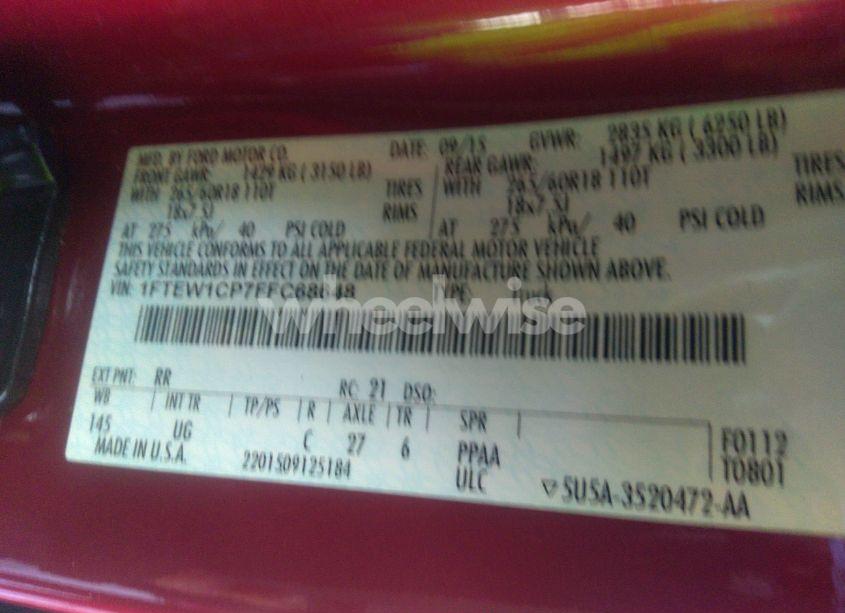 MFD. BY FORD MOTOR CO. DATE: 09/15 GVWR: 2835 KG ( 6250 LB)
FRONT GAWR: 1429 KG ( 3150 LB) REAR GAWR: 1497 KG ( 3300 LB)
WITH 265/60R18 110T TIRES WITH 265/60R18 110T TIRES
18x7.5J RIMS 18x7.5J RIMS
AT 275 kPa/ 40 PSI COLD AT 275 kPa/ 40 PSI COLD
THIS VEHICLE CONFORMS TO ALL APPLICABLE FEDERAL MOTOR VEHICLE
SAFETY STANDARDS IN EFFECT ON THE DATE OF MANUFACTURE SHOWN ABOVE.
VIN:
wheelwise
EXT PNT: RR RC: 21 DSO:
WB INT TR TP/PS R AXLE TR SPR
145 UG C 27 6 PPAA F0112
MADE IN U.S.A. 2201509125184 ULC T0801
▽5U5A-3520472-AA